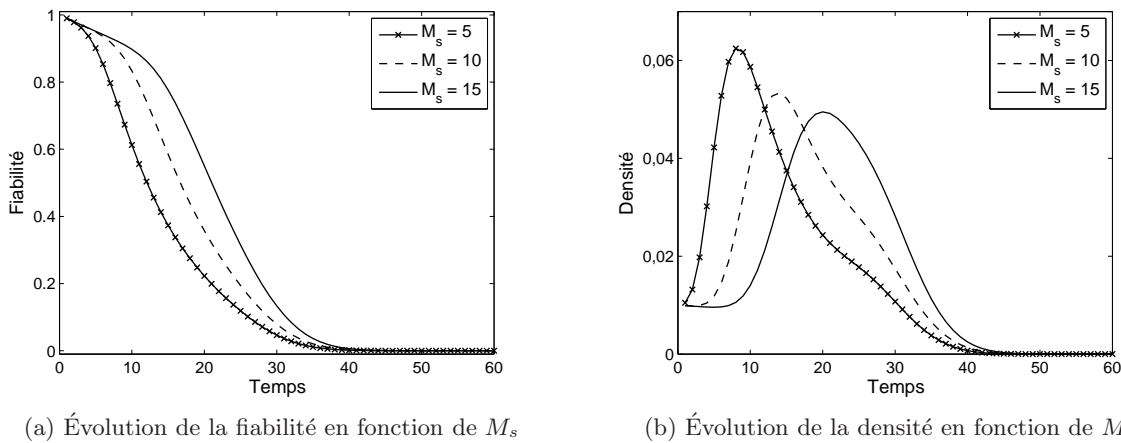 1
0.8
0.6
0.4
0.2
0
Fiabilité
0 10 20 30 40 50 60
Temps
M_s = 5
M_s = 10
M_s = 15
(a) Évolution de la fiabilité en fonction de M_s
0,06
0,04
0,02
0
Densité
0 10 20 30 40 50 60
Temps
M_s = 5
M_s = 10
M_s = 15
(b) Évolution de la densité en fonction de M